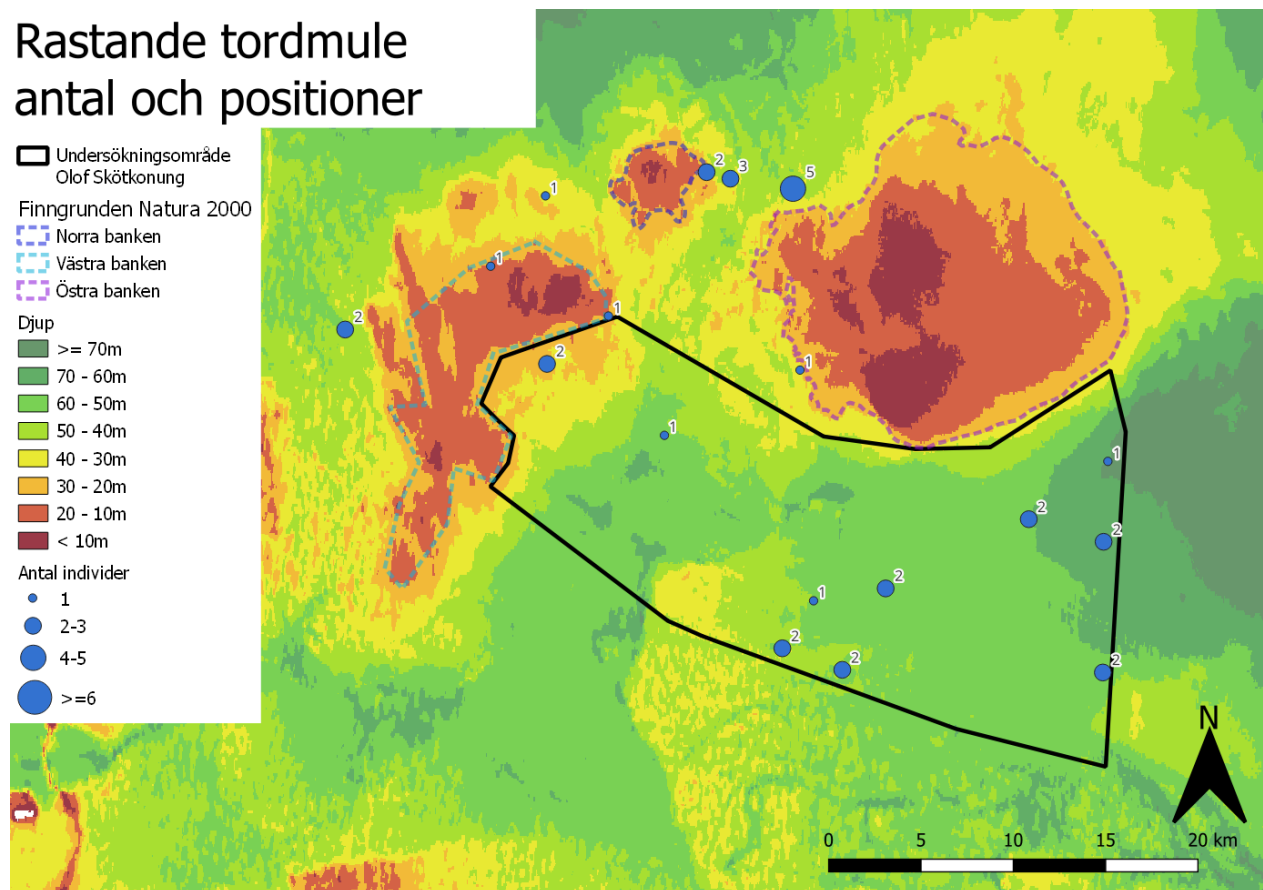 Rastande tordmule
antal och positioner
Undersökningsområde
Olof Skötkonung
Finngrunden Natura 2000
Norra banken
Västra banken
Östra banken
Djup
>= 70m
70 - 60m
60 - 50m
50 - 40m
40 - 30m
30 - 20m
20 - 10m
< 10m
Antal individer
1
2-3
4-5
>=6
2
3
5
1
1
1
2
2
1
1
1
2
2
2
1
2
2
2
N
0 5 10 15 20 km